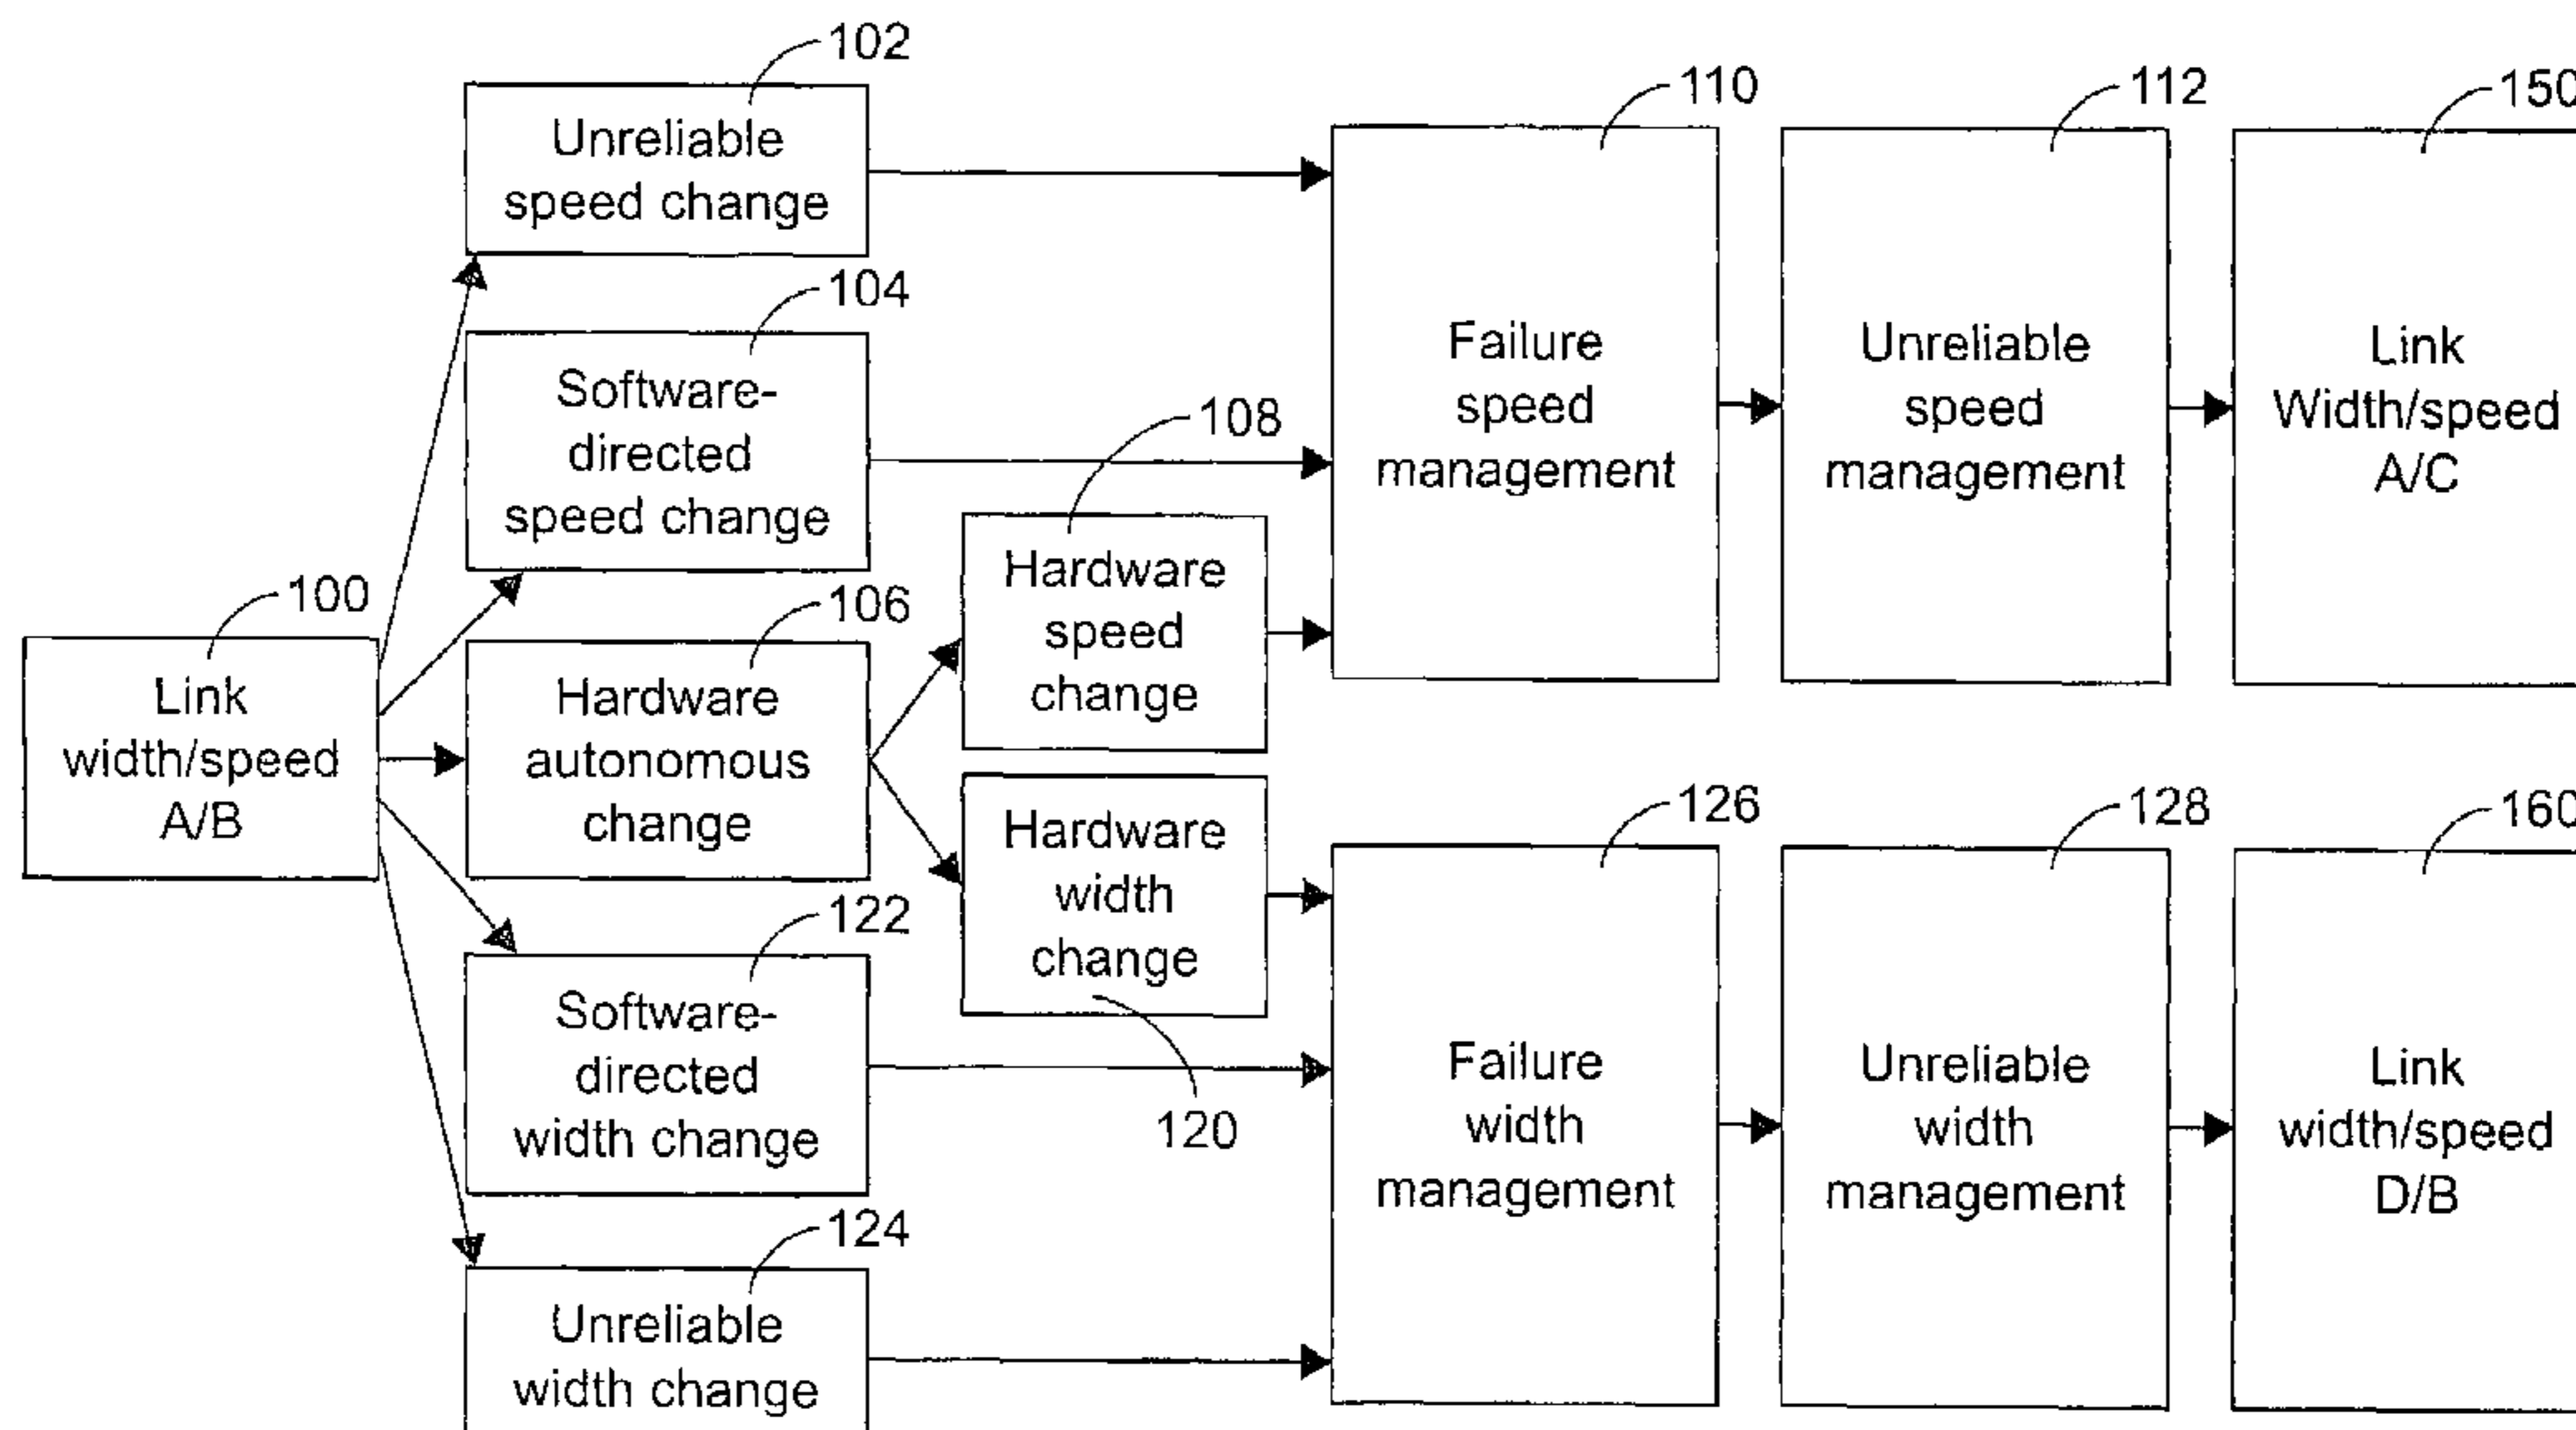 102
Unreliable
speed change
104
Software-
directed
speed change
100
Link
width/speed
A/B
106
Hardware
autonomous
change
108
Hardware
speed
change
Hardware
width
change
120
122
Software-
directed
width change
124
Unreliable
width change
110
Failure
speed
management
112
Unreliable
speed
management
150
Link
Width/speed
A/C
126
Failure
width
management
128
Unreliable
width
management
160
Link
width/speed
D/B